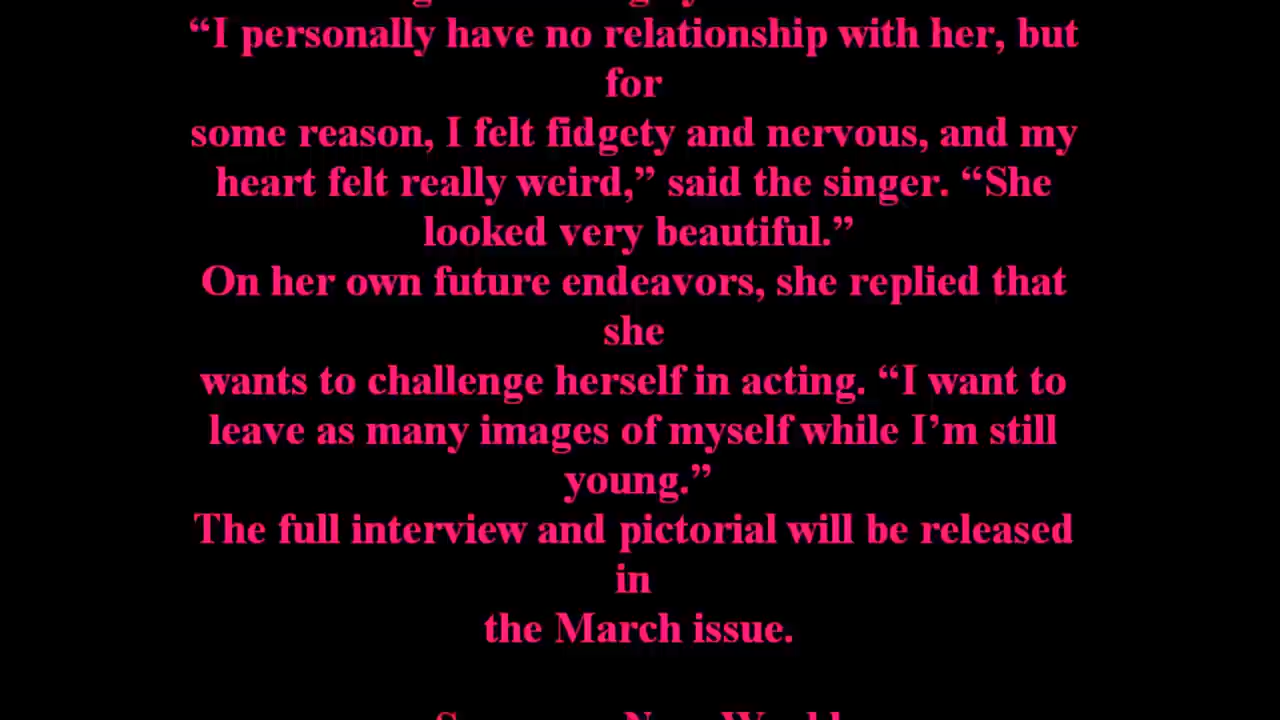 “I personally have no relationship with her, but
for
some reason, I felt fidgety and nervous, and my
heart felt really weird,” said the singer. “She
looked very beautiful.”
On her own future endeavors, she replied that
she
wants to challenge herself in acting. “I want to
leave as many images of myself while I’m still
young.”
The full interview and pictorial will be released
in
the March issue.